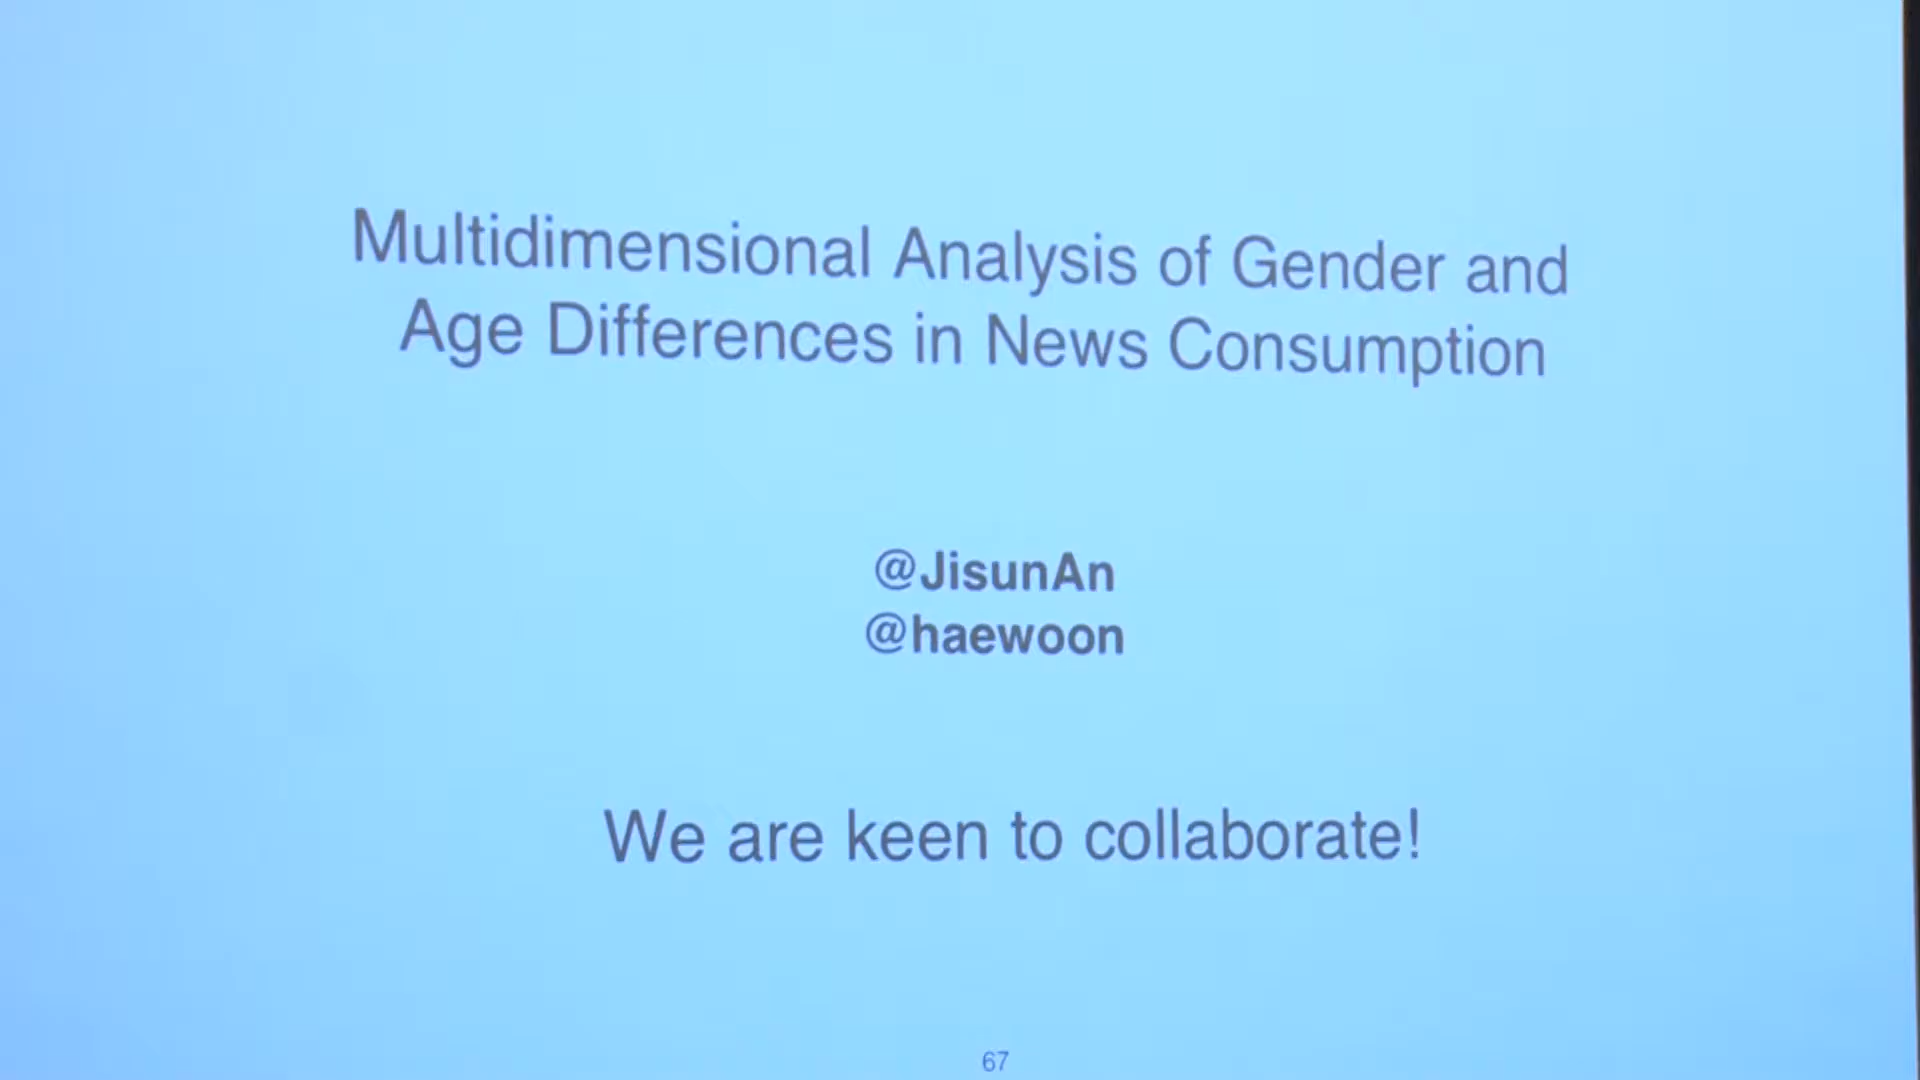 Multidimensional Analysis of Gender and
Age Differences in News Consumption
@JisunAn
@haewoon
We are keen to collaborate!
67